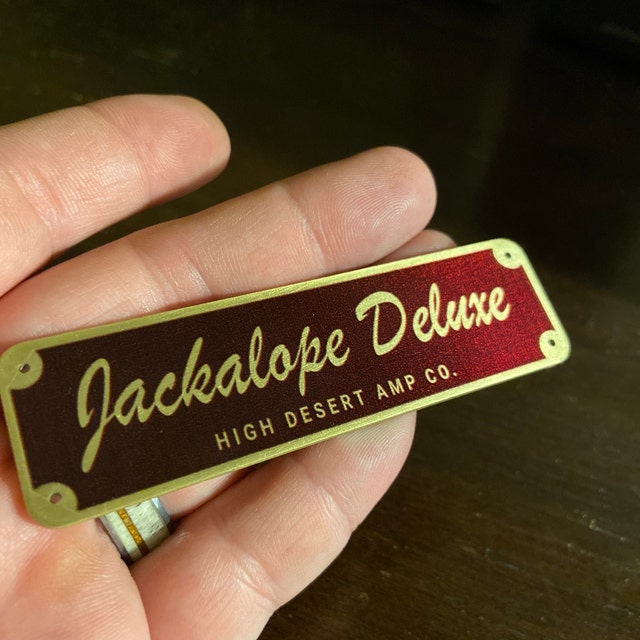 Jackalope Deluxe
HIGH DESERT AMP CO.